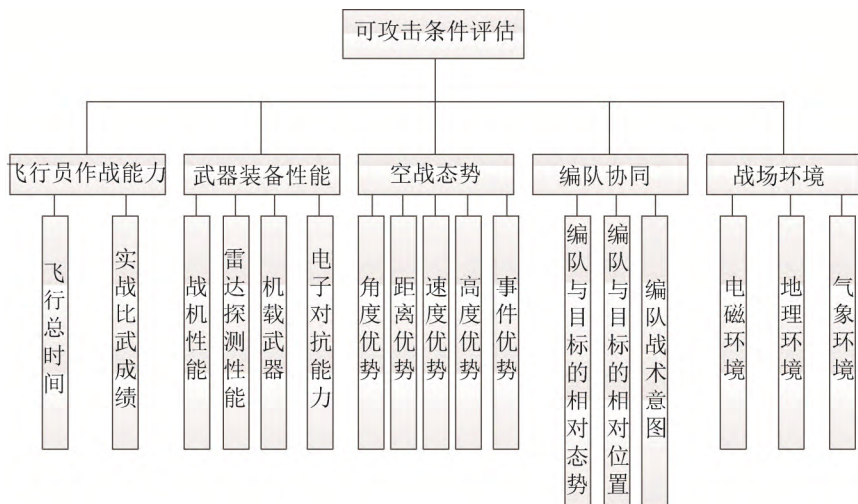 可攻击条件评估
飞行员作战能力
武器装备性能
空战态势
编队协同
战场环境
飞行总时间
实战比武成绩
战机性能
雷达探测性能
机载武器
电子对抗能力
角度优势
距离优势
速度优势
高度优势
事件优势
编队与目标的相对态势
编队与目标的相对位置
编队战术意图
电磁环境
地理环境
气象环境